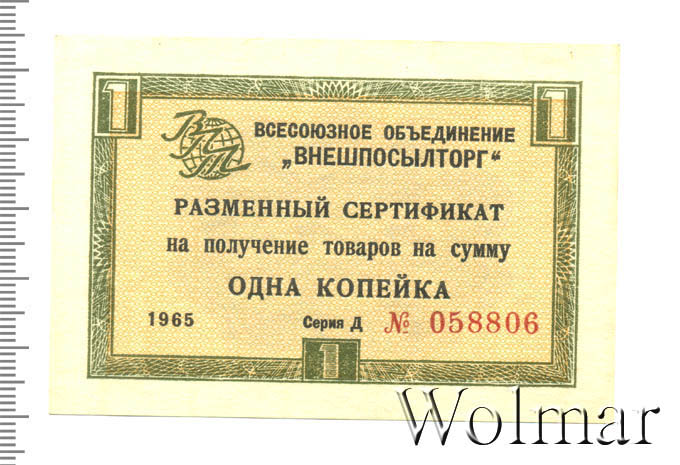 1 1
ВПТ
ВСЕСОЮЗНОЕ ОБЪЕДИНЕНИЕ
„ВНЕШПОСЫЛТОРГ“
РАЗМЕННЫЙ СЕРТИФИКАТ
на получение товаров на сумму
ОДНА КОПЕЙКА
1965 Серия Д № 058806
1
Wolmar